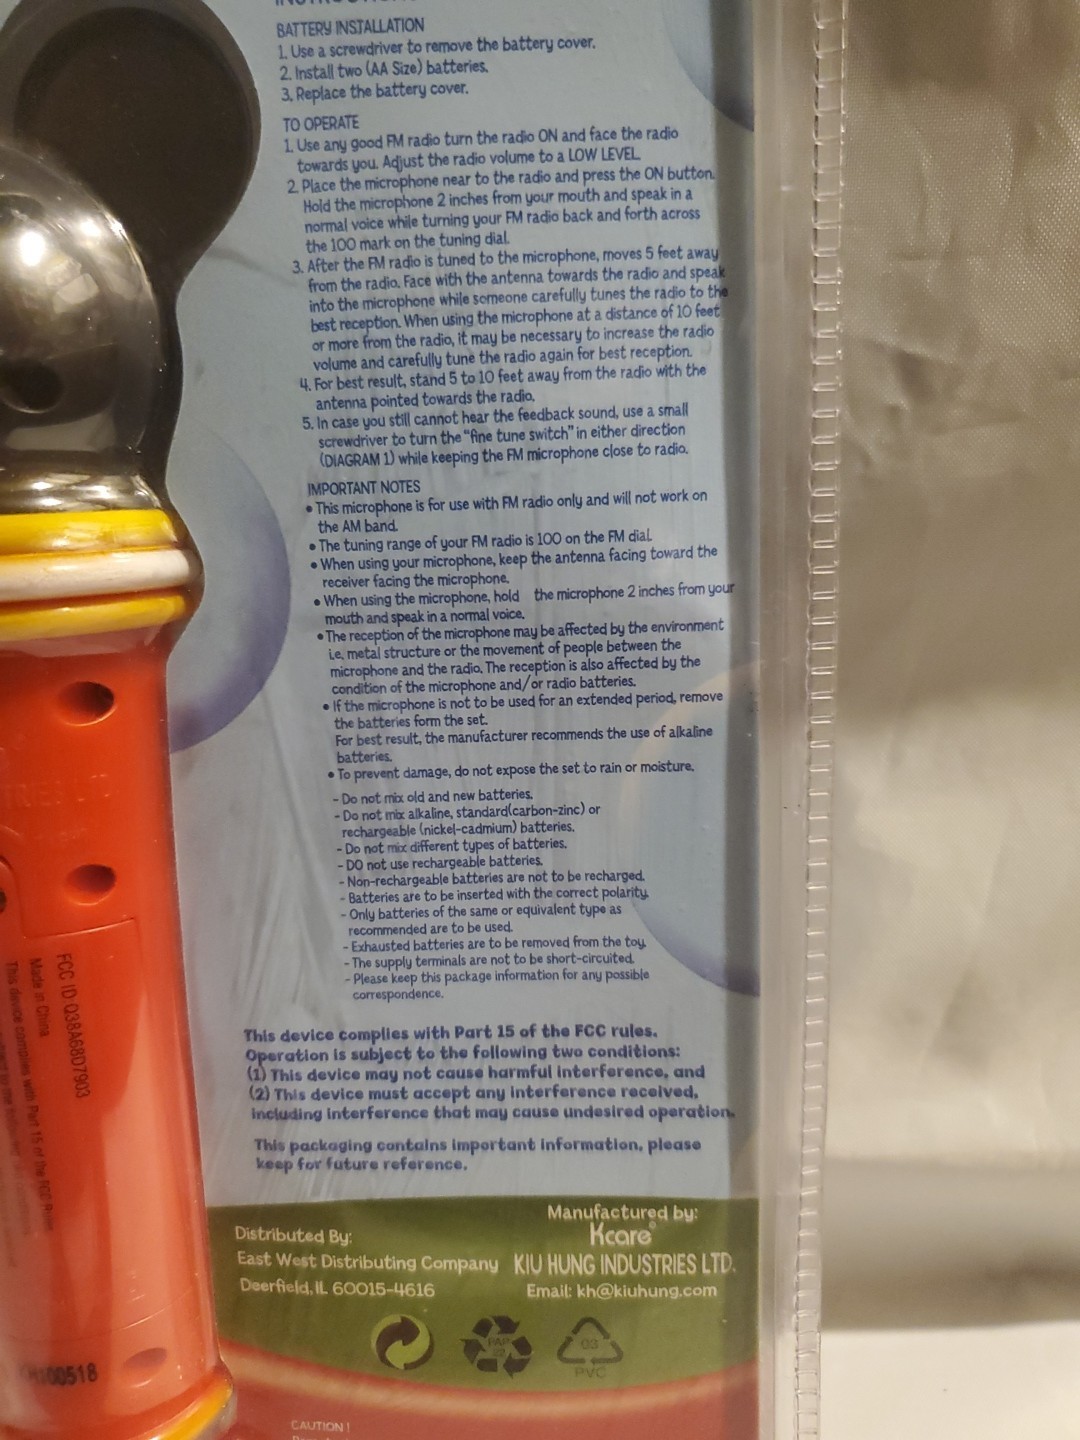 BATTERY INSTALLATION
1. Use a screwdriver to remove the battery cover.
2. Install two (AA Size) batteries.
3. Replace the battery cover.
TO OPERATE
1. Use any good FM radio turn the radio ON and face the radio
towards you. Adjust the radio volume to a LOW LEVEL.
2. Place the microphone near to the radio and press the ON button.
Hold the microphone 2 inches from your mouth and speak in a
normal voice while turning your FM radio back and forth across
the 100 mark on the tuning dial.
3. After the FM radio is tuned to the microphone, moves 5 feet away
from the radio. Face with the antenna towards the radio and speak
into the microphone while someone carefully tunes the radio to the
best reception. When using the microphone at a distance of 10 feet
or more from the radio, it may be necessary to increase the radio
volume and carefully tune the radio again for best reception.
4. For best result, stand 5 to 10 feet away from the radio with the
antenna pointed towards the radio.
5. In case you still cannot hear the feedback sound, use a small
screwdriver to turn the "fine tune switch" in either direction
(DIAGRAM 1) while keeping the FM microphone close to radio.
IMPORTANT NOTES
• This microphone is for use with FM radio only and will not work on
the AM band.
• The tuning range of your FM radio is 100 on the FM dial.
• When using your microphone, keep the antenna facing toward the
receiver facing the microphone.
• When using the microphone, hold the microphone 2 inches from your
mouth and speak in a normal voice.
• The reception of the microphone may be affected by the environment
i.e. metal structure or the movement of people between the
microphone and the radio. The reception is also affected by the
condition of the microphone and/or radio batteries.
• If the microphone is not to be used for an extended period, remove
the batteries form the set.
For best result, the manufacturer recommends the use of alkaline
batteries.
• To prevent damage, do not expose the set to rain or moisture.
- Do not mix old and new batteries.
- Do not mix alkaline, standard(carbon-zinc) or
rechargeable (nickel-cadmium) batteries.
- Do not mix different types of batteries.
- DO not use rechargeable batteries.
- Non-rechargeable batteries are not to be recharged.
- Batteries are to be inserted with the correct polarity.
- Only batteries of the same or equivalent type as
recommended are to be used.
- Exhausted batteries are to be removed from the toy.
- The supply terminals are not to be short-circuited.
- Please keep this package information for any possible
correspondence.
This device complies with Part 15 of the FCC rules.
Operation is subject to the following two conditions:
(1) This device may not cause harmful interference, and
(2) This device must accept any interference received,
including interference that may cause undesired operation.
This packaging contains important information, please
keep for future reference.
Distributed By:
East West Distributing Company
Deerfield, IL 60015-4616
Manufactured by:
Kcare®
KIU HUNG INDUSTRIES LTD.
Email: kh@kiuhung.com
PAP
22
03
PVC
CAUTION !
FCC ID Q38A68D7903
Made in China
This device complies with Part 15 of the FCC Rules
100518